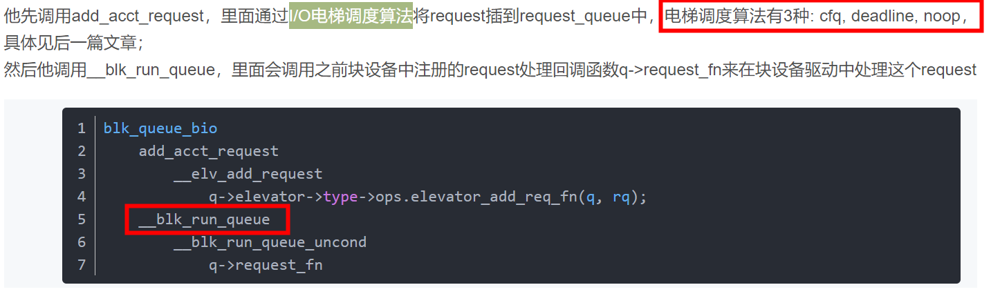 他先调用add_acct_request，里面通过I/O电梯调度算法将request插到request_queue中，电梯调度算法有3种: cfq, deadline, noop，
具体见后一篇文章；
然后他调用__blk_run_queue，里面会调用之前块设备中注册的request处理回调函数q->request_fn来在块设备驱动中处理这个request
1 blk_queue_bio
2 add_acct_request
3 __elv_add_request
4 q->elevator->type->ops.elevator_add_req_fn(q, rq);
5 __blk_run_queue
6 __blk_run_queue_uncond
7 q->request_fn